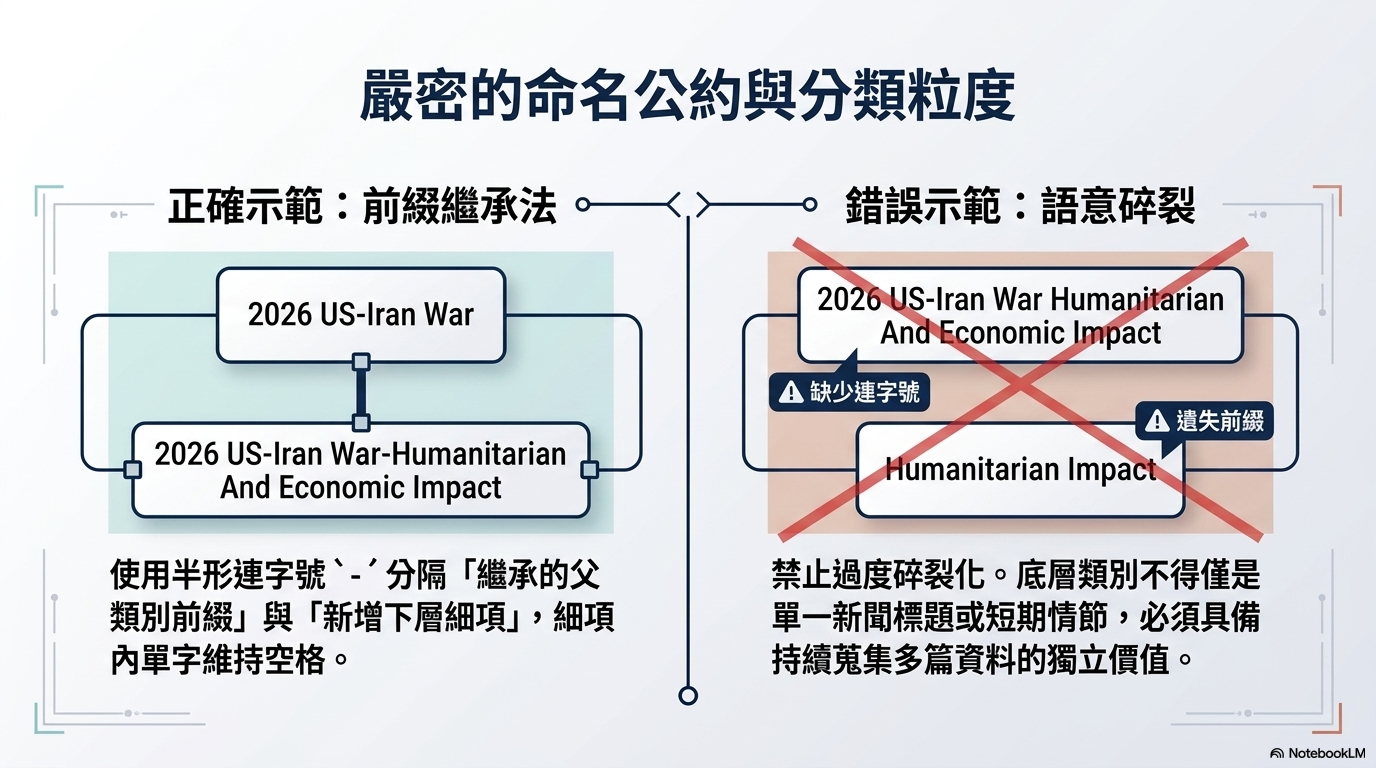 嚴密的命名公約與分類粒度
正確示範：前綴繼承法
2026 US-Iran War
2026 US-Iran War-Humanitarian
And Economic Impact
使用半形連字號`-´分隔「繼承的父
類別前綴」與「新增下層細項」，細項
內單字維持空格。
錯誤示範：語意碎裂
2026 US-Iran War Humanitarian
And Economic Impact
缺少連字號
遺失前綴
Humanitarian Impact
禁止過度碎裂化。底層類別不得僅是
單一新聞標題或短期情節，必須具備
持續蒐集多篇資料的獨立價值。
NotebookLM